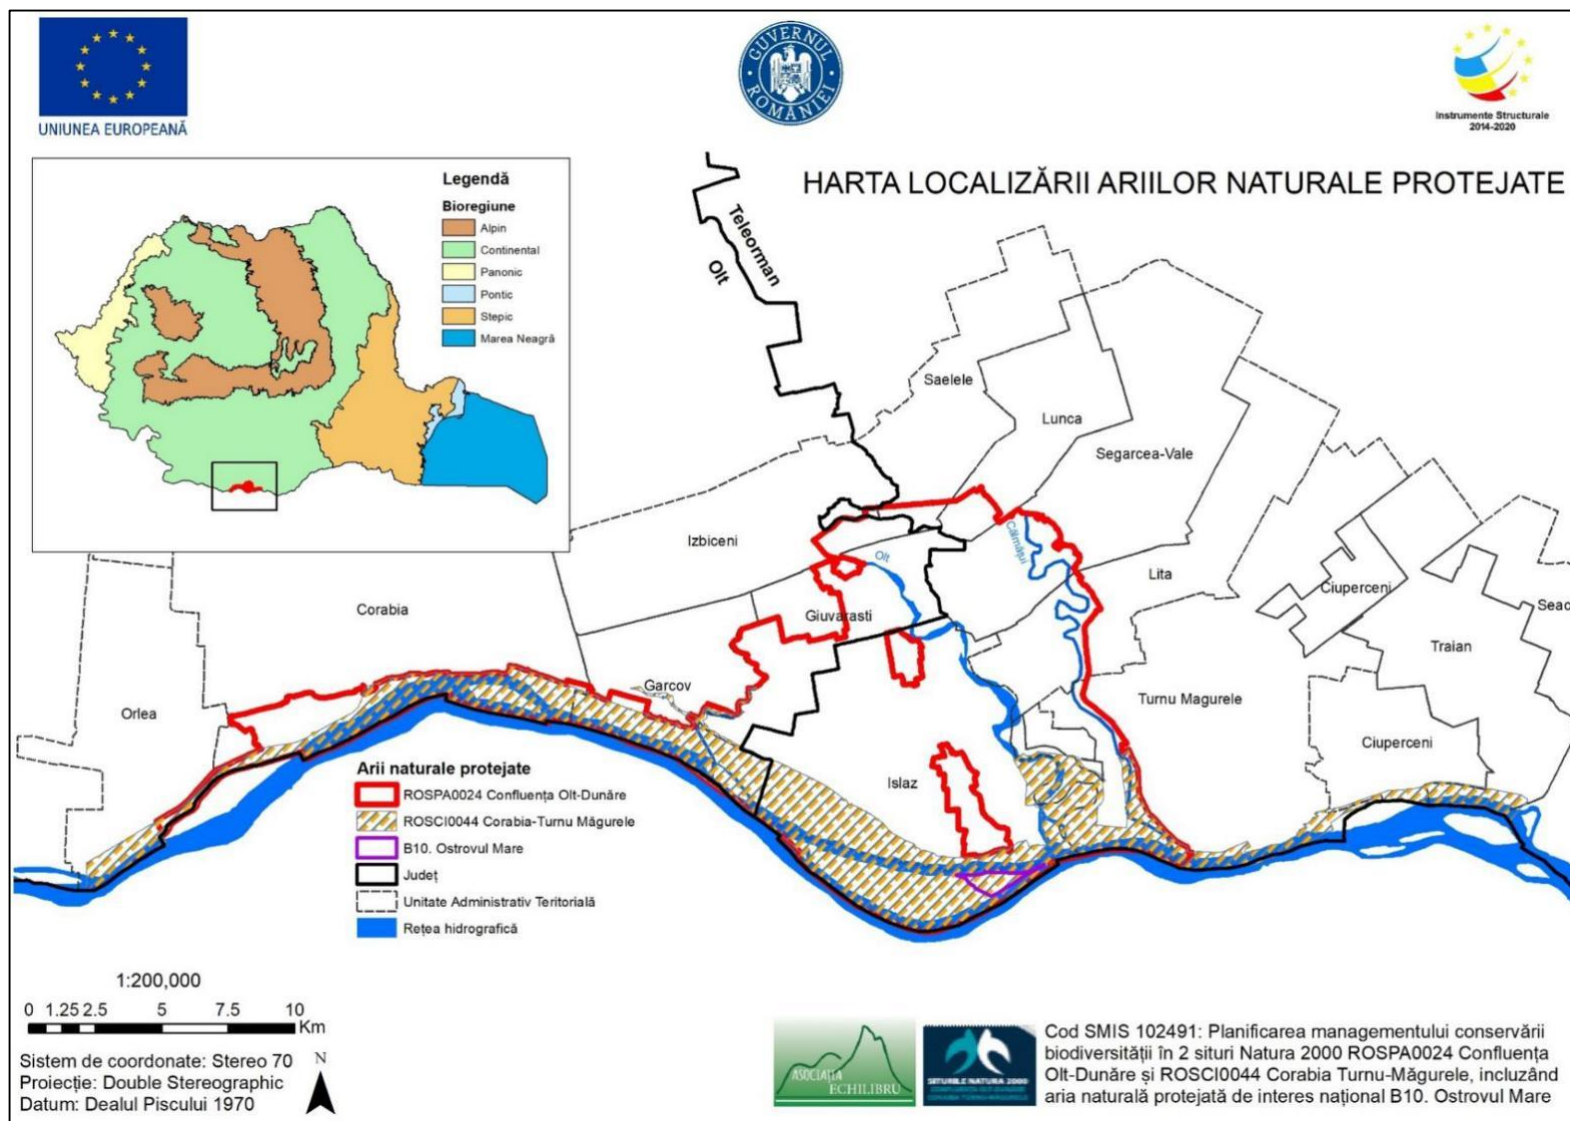 UNIUNEA EUROPEANĂ
GUVERNUL ROMÂNIEI
Instrumente Structurale
2014-2020
HARTA LOCALIZĂRII ARIILOR NATURALE PROTEJATE
Legendă
Bioregiune
Alpin
Continental
Panonic
Pontic
Stepic
Marea Neagră
Teleorman
Olt
Saelele
Lunca
Segarcea-Vale
Izbiceni
Olt
Călmățui
Lita
Ciuperceni
Seac
Corabia
Giuvarasti
Traian
Garcov
Turnu Magurele
Orlea
Ciuperceni
Islaz
Arii naturale protejate
ROSPA0024 Confluența Olt-Dunăre
ROSCI0044 Corabia-Turnu Măgurele
B10. Ostrovul Mare
Județ
Unitate Administrativ Teritorială
Rețea hidrografică
1:200,000
0 1.25 2.5 5 7.5 10
Km
Sistem de coordonate: Stereo 70
Proiecție: Double Stereographic
Datum: Dealul Piscului 1970
N
ASOCIAȚIA
ECHILIBRU
SITURILE NATURA 2000
Cod SMIS 102491: Planificarea managementului conservării
biodiversității în 2 situri Natura 2000 ROSPA0024 Confluența
Olt-Dunăre și ROSCI0044 Corabia Turnu-Măgurele, incluzând
aria naturală protejată de interes național B10. Ostrovul Mare